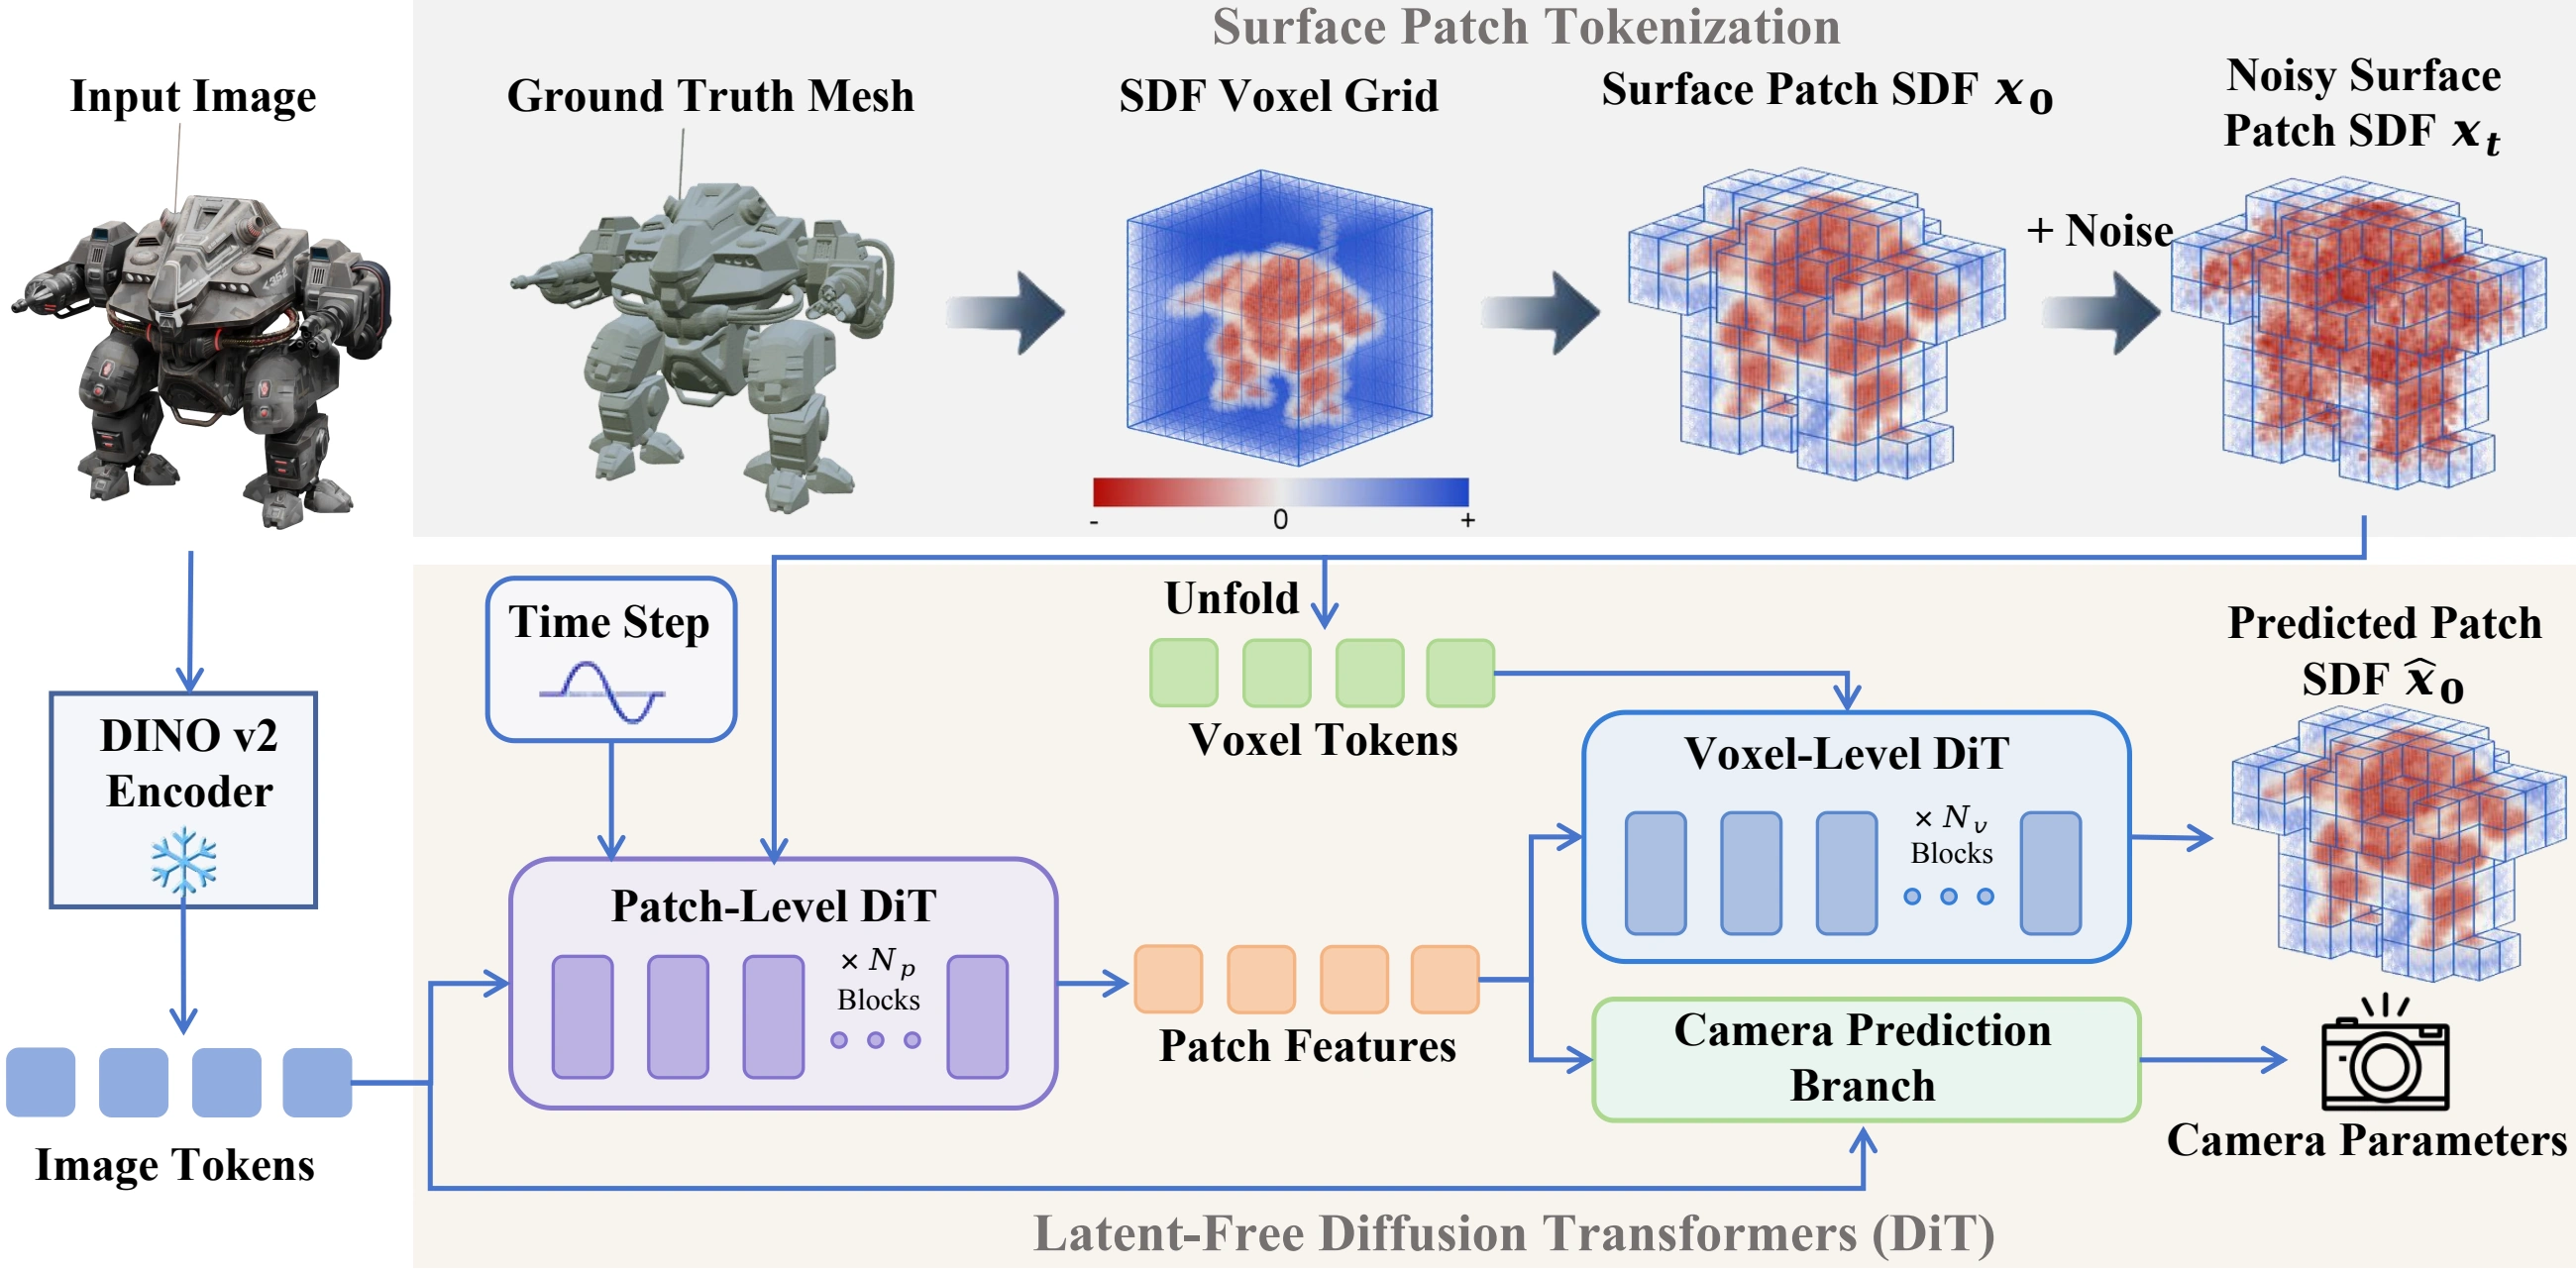 Surface Patch Tokenization
Input Image
Ground Truth Mesh
SDF Voxel Grid
Surface Patch SDF x₀
Noisy Surface
Patch SDF xₜ
+ Noise
- 0 +
Time Step
Unfold
Voxel Tokens
Predicted Patch
SDF x̂₀
DINO v2
Encoder
Voxel-Level DiT
× Nᵥ
Blocks
Patch-Level DiT
× Nₚ
Blocks
Patch Features
Camera Prediction
Branch
Camera Parameters
Image Tokens
Latent-Free Diffusion Transformers (DiT)